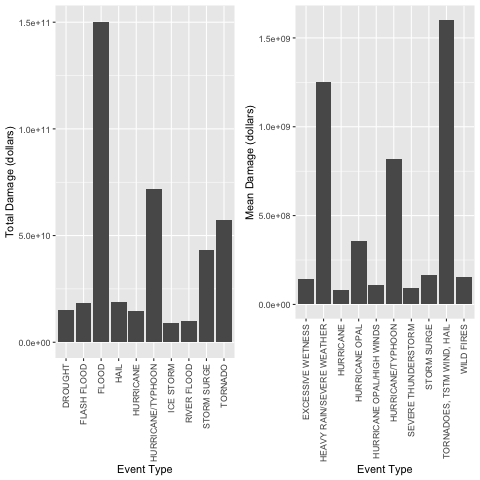 Total Damage (dollars)
1.5e+11
1.0e+11
5.0e+10
0.0e+00
DROUGHT
FLASH FLOOD
FLOOD
HAIL
HURRICANE
HURRICANE/TYPHOON
ICE STORM
RIVER FLOOD
STORM SURGE
TORNADO
Event Type
Mean Damage (dollars)
1.5e+09
1.0e+09
5.0e+08
0.0e+00
EXCESSIVE WETNESS
HEAVY RAIN/SEVERE WEATHER
HURRICANE
HURRICANE OPAL
HURRICANE OPAL/HIGH WINDS
HURRICANE/TYPHOON
SEVERE THUNDERSTORM
STORM SURGE
TORNADOES, TSTM WIND, HAIL
WILD FIRES
Event Type